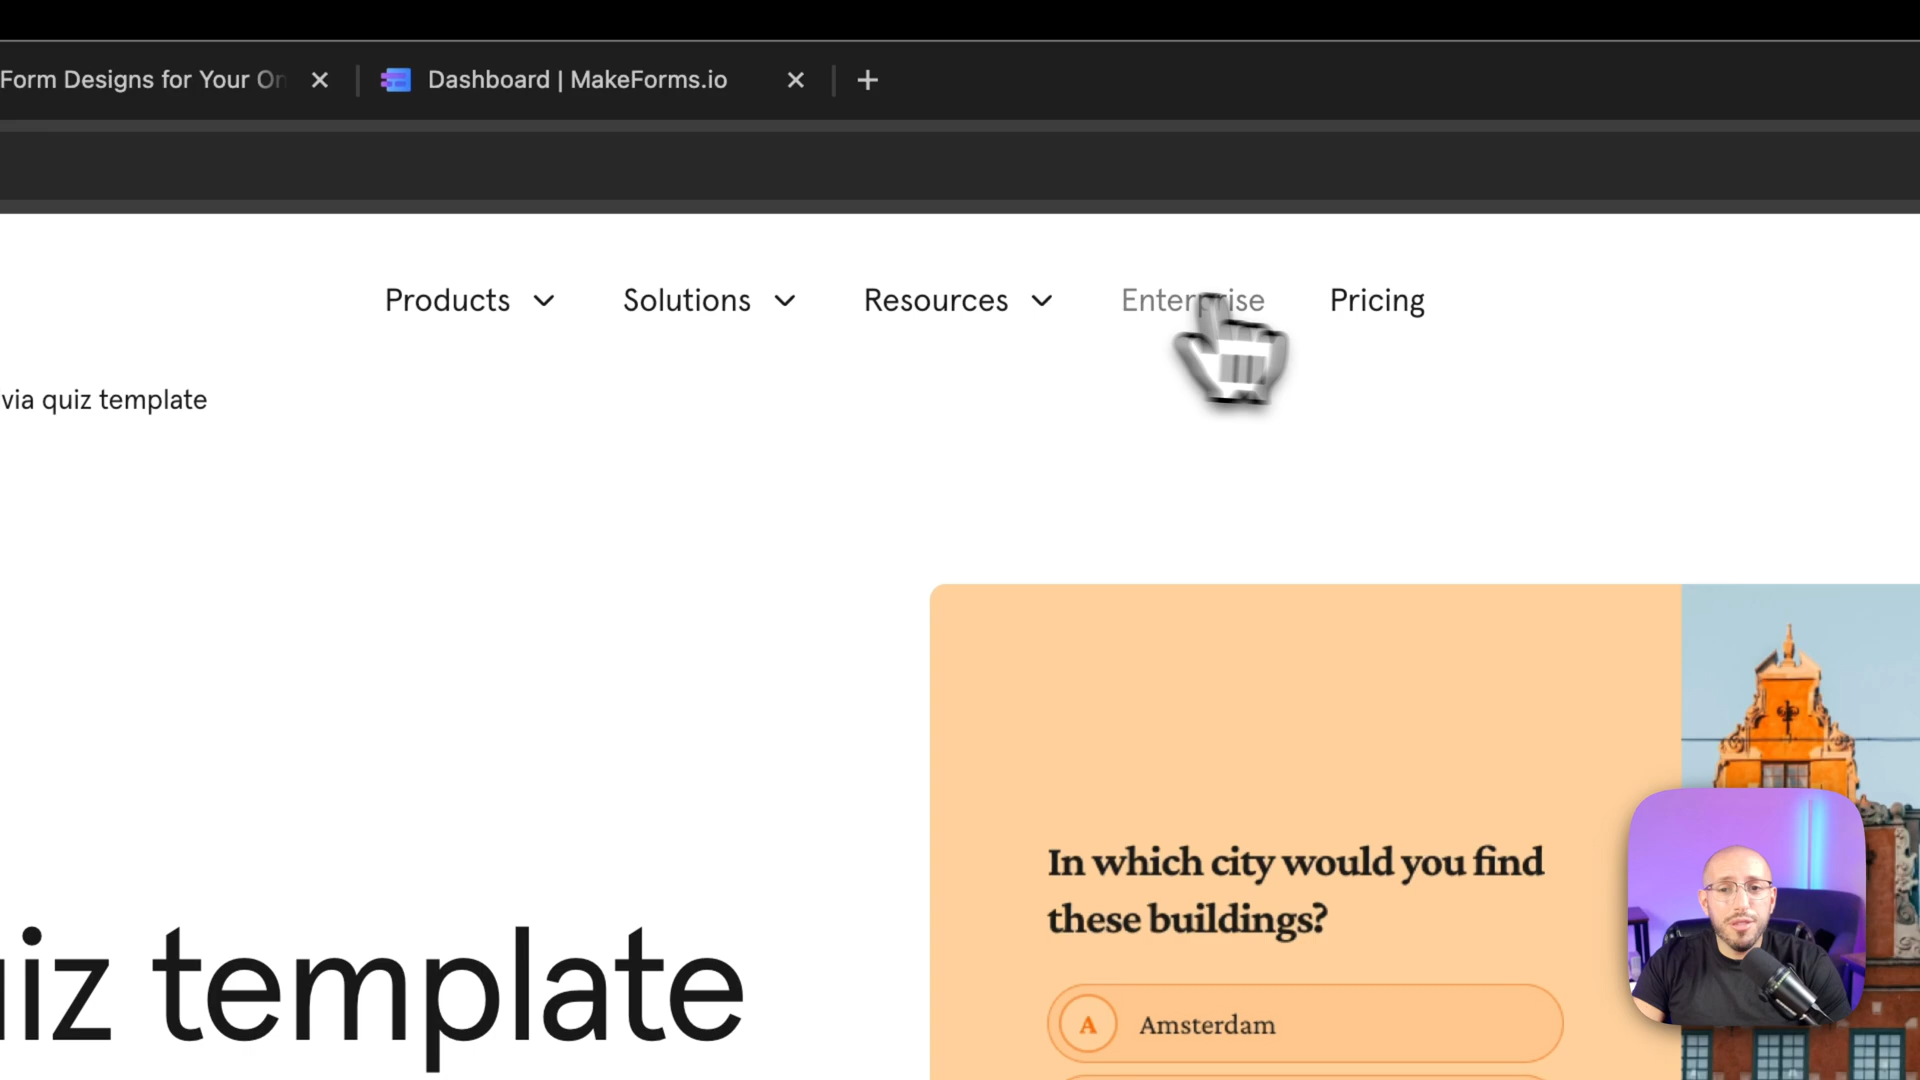 Form Designs for Your On
Dashboard | MakeForms.io
Products Solutions Resources Enterprise Pricing
via quiz template
uiz template
In which city would you find
these buildings?
A Amsterdam